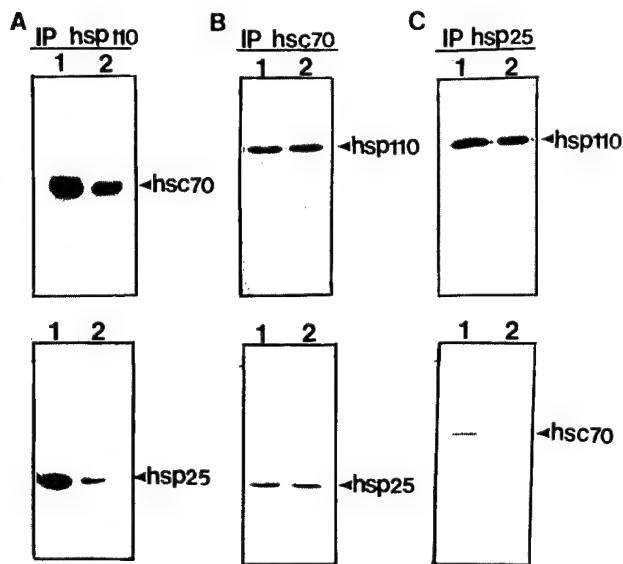 A
IP hsp110
1 2
hsc70
1 2
hsp25
B
IP hsc70
1 2
hsp110
1 2
hsp25
C
IP hsp25
1 2
hsp110
1 2
hsc70